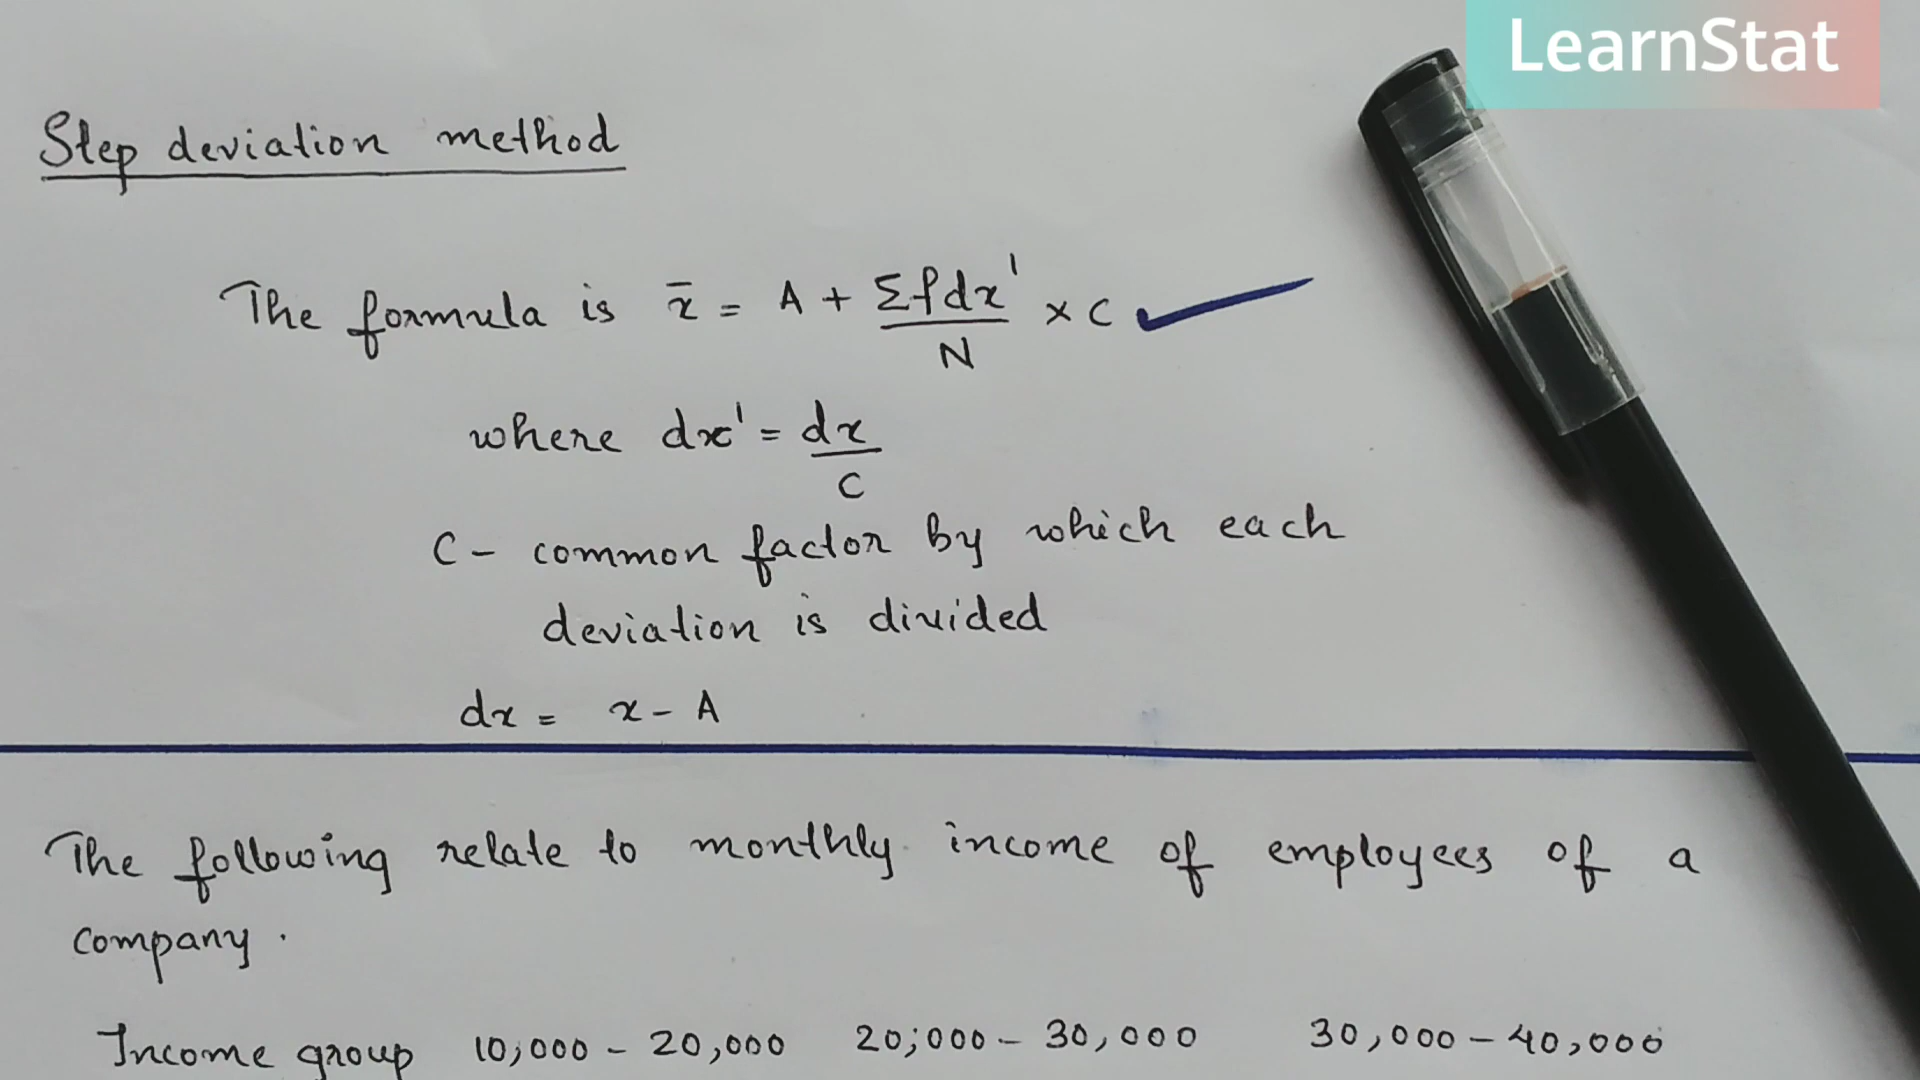 LearnStat
Step deviation method
The formula is x̄ = A + Σfdx' / N × C
where dx' = dx / C
C - common factor by which each
deviation is divided
dx = x - A
The following relate to monthly income of employees of a
company.
Income group 10,000 - 20,000 20,000 - 30,000 30,000 - 40,000